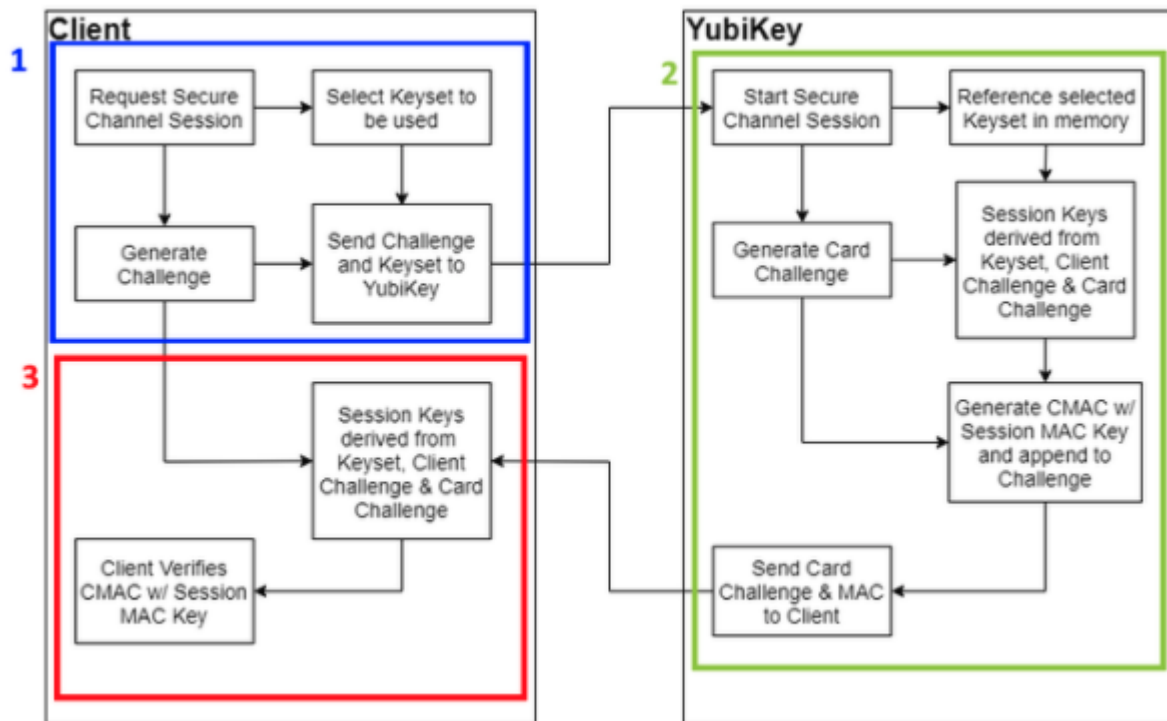 Client
1
Request Secure
Channel Session
Select Keyset to
be used
Generate
Challenge
Send Challenge
and Keyset to
YubiKey
3
Session Keys
derived from
Keyset, Client
Challenge & Card
Challenge
Client Verifies
CMAC w/ Session
MAC Key
YubiKey
2
Start Secure
Channel Session
Reference selected
Keyset in memory
Generate Card
Challenge
Session Keys
derived from
Keyset, Client
Challenge & Card
Challenge
Generate CMAC w/
Session MAC Key
and append to
Challenge
Send Card
Challenge & MAC
to Client